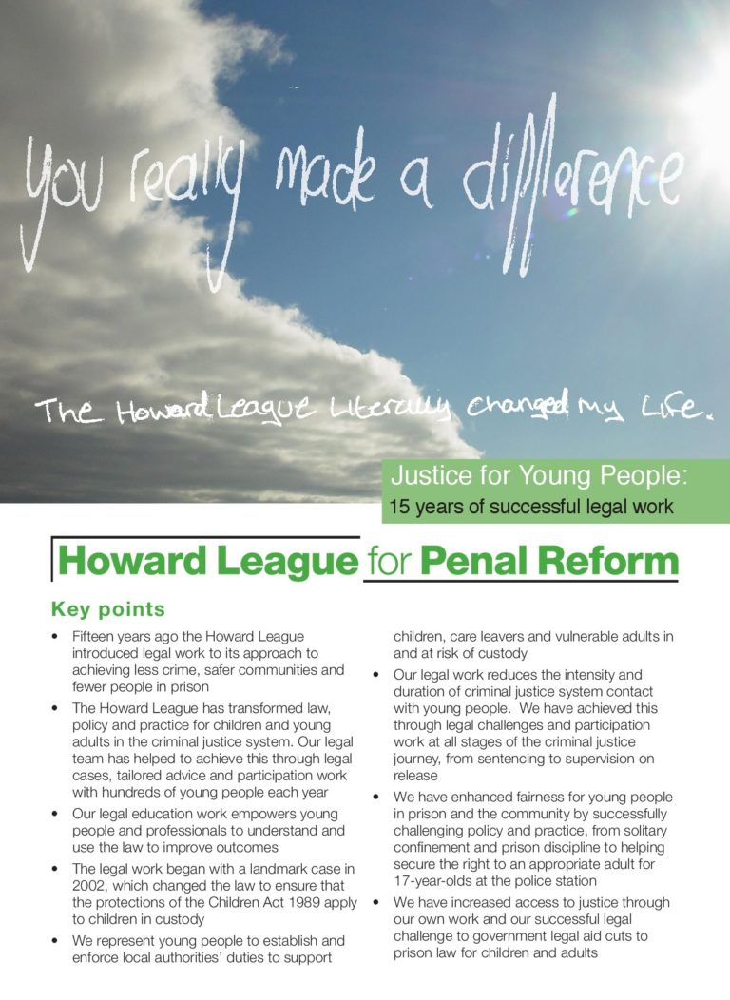 you really made a difference
The Howard League Literally changed my Life.
Justice for Young People:
15 years of successful legal work
Howard League for Penal Reform
Key points
• Fifteen years ago the Howard League
introduced legal work to its approach to
achieving less crime, safer communities and
fewer people in prison
• The Howard League has transformed law,
policy and practice for children and young
adults in the criminal justice system. Our legal
team has helped to achieve this through legal
cases, tailored advice and participation work
with hundreds of young people each year
• Our legal education work empowers young
people and professionals to understand and
use the law to improve outcomes
• The legal work began with a landmark case in
2002, which changed the law to ensure that
the protections of the Children Act 1989 apply
to children in custody
• We represent young people to establish and
enforce local authorities’ duties to support
children, care leavers and vulnerable adults in
and at risk of custody
• Our legal work reduces the intensity and
duration of criminal justice system contact
with young people. We have achieved this
through legal challenges and participation
work at all stages of the criminal justice
journey, from sentencing to supervision on
release
• We have enhanced fairness for young people
in prison and the community by successfully
challenging policy and practice, from solitary
confinement and prison discipline to helping
secure the right to an appropriate adult for
17-year-olds at the police station
• We have increased access to justice through
our own work and our successful legal
challenge to government legal aid cuts to
prison law for children and adults